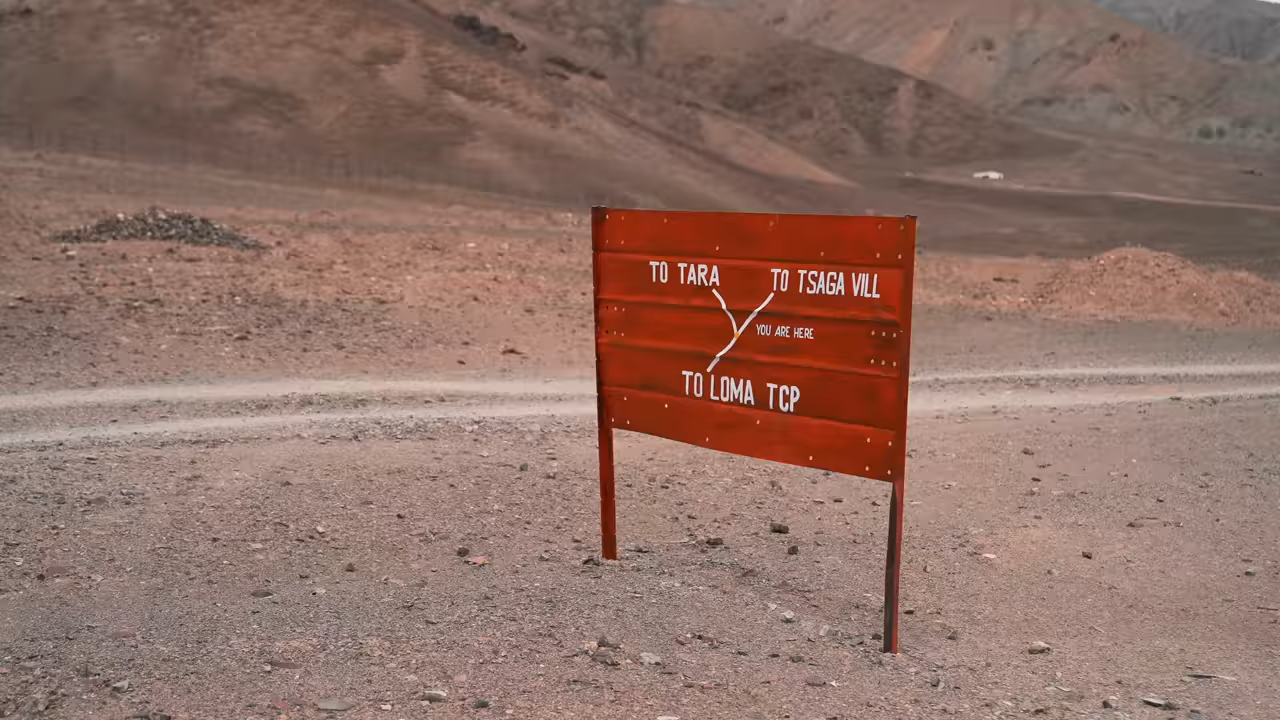 TO TARA
TO TSAGA VILL
YOU ARE HERE
TO LOMA TCP